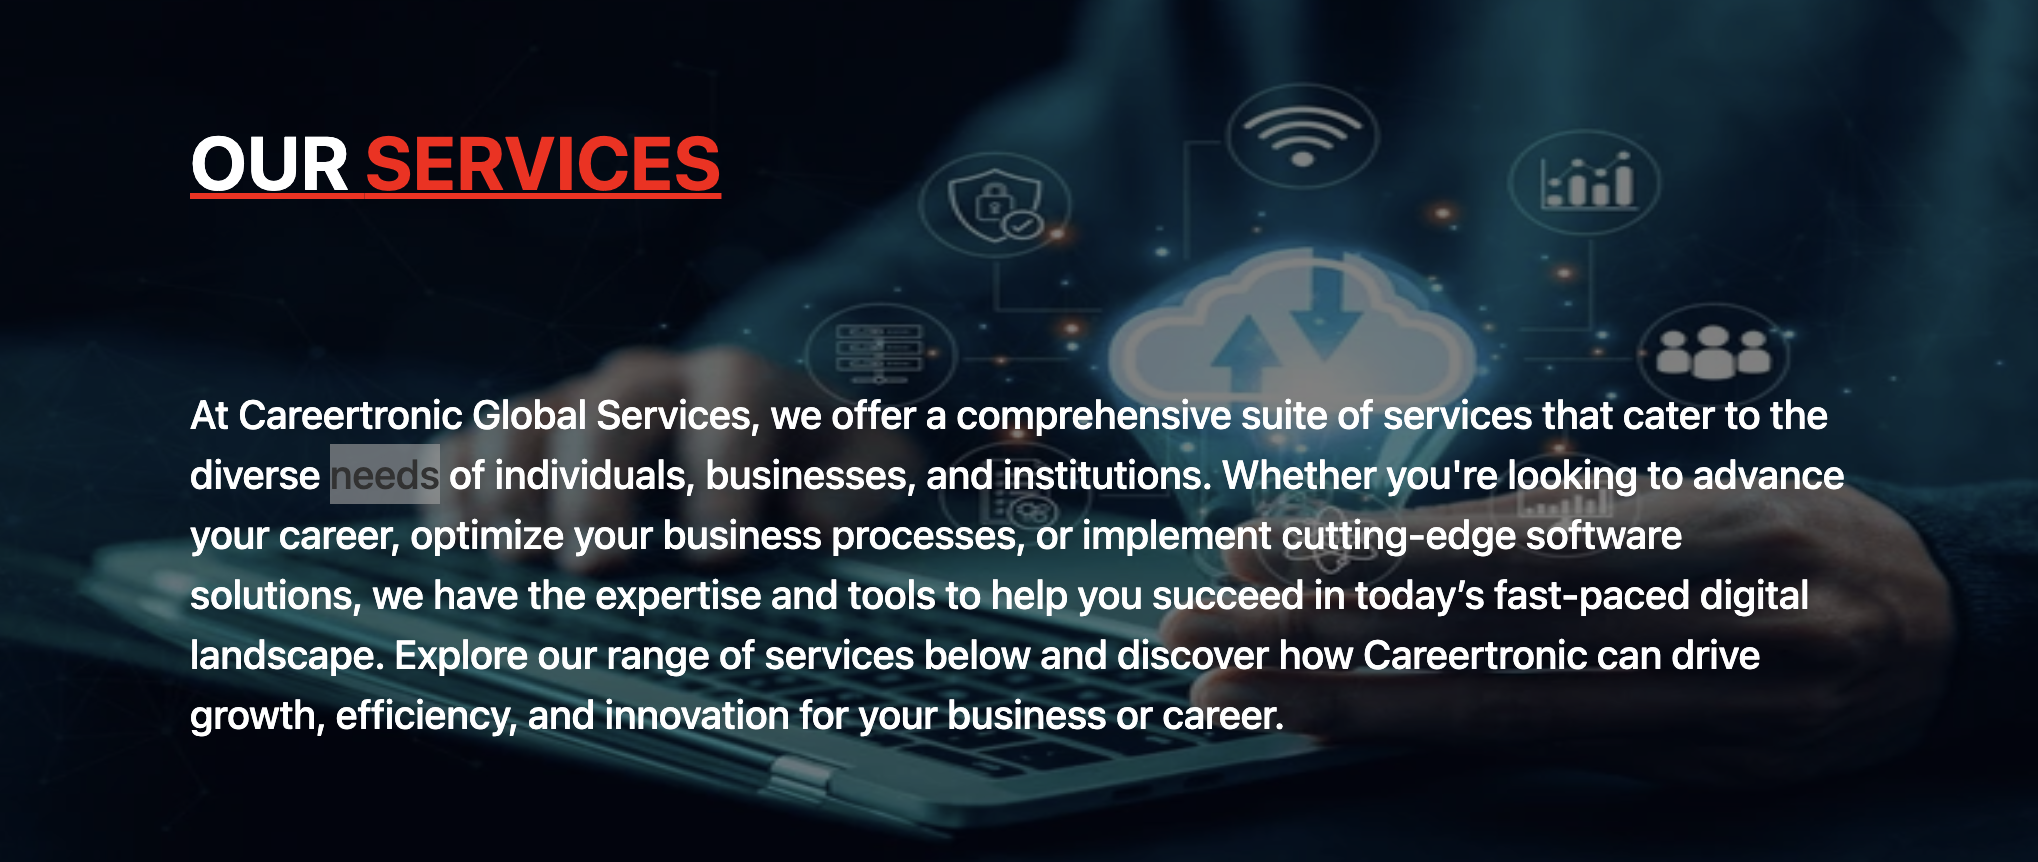 OUR SERVICES
At Careertronic Global Services, we offer a comprehensive suite of services that cater to the
diverse needs of individuals, businesses, and institutions. Whether you're looking to advance
your career, optimize your business processes, or implement cutting-edge software
solutions, we have the expertise and tools to help you succeed in today’s fast-paced digital
landscape. Explore our range of services below and discover how Careertronic can drive
growth, efficiency, and innovation for your business or career.